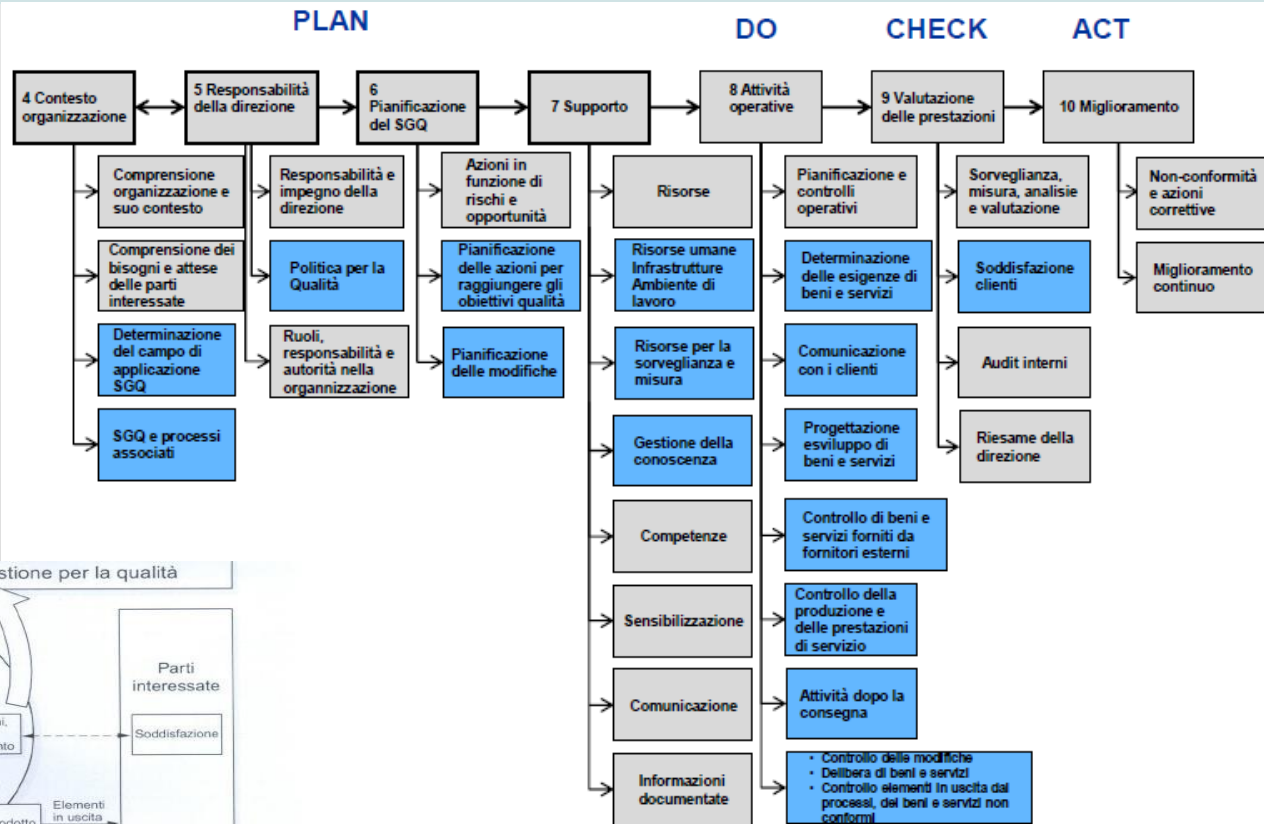 PLAN
DO
CHECK
ACT
4 Contesto
organizzazione
5 Responsabilità
della direzione
6
Pianificazione
del SGQ
7 Supporto
8 Attività
operative
9 Valutazione
delle prestazioni
10 Miglioramento
Comprensione
organizzazione e
suo contesto
Comprensione dei
bisogni e attese
delle parti
interessate
Determinazione
del campo di
applicazione
SGQ
SGQ e processi
associati
Responsabilità e
impegno della
direzione
Politica per la
Qualità
Ruoli,
responsabilità e
autorità nella
organnizzazione
Azioni in
funzione di
rischi e
opportunità
Pianificazione
delle azioni per
raggiungere gli
obiettivi qualità
Pianificazione
delle modifiche
Risorse
Risorse umane
Infrastrutture
Ambiente di
lavoro
Risorse per la
sorveglianza e
misura
Gestione della
conoscenza
Competenze
Sensibilizzazione
Comunicazione
Informazioni
documentate
Pianificazione e
controlli
operativi
Determinazione
delle esigenze di
beni e servizi
Comunicazione
con i clienti
Progettazione
esviluppo di
beni e servizi
Controllo di beni e
servizi forniti da
fornitori esterni
Controllo della
produzione e
delle prestazioni
di servizio
Attività dopo la
consegna
• Controllo delle modifiche
• Delibera di beni e servizi
• Controllo elementi in uscita dai
processi, dei beni e servizi non
conformi
Sorveglianza,
misura, analisie
e valutazione
Soddisfazione
clienti
Audit interni
Riesame della
direzione
Non-conformità
e azioni
correttive
Miglioramento
continuo
stione per la qualità
Parti
interessate
Soddisfazione
Elementi
in uscita